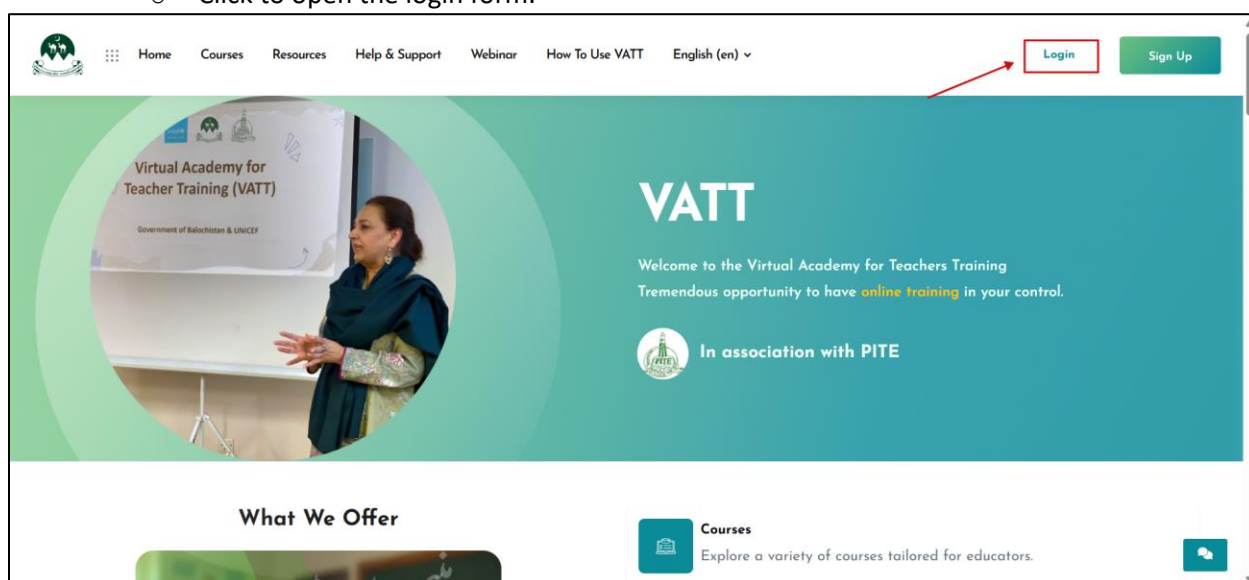 ○ Click to open the login form.
Home Courses Resources Help & Support Webinar How To Use VATT English (en) Login Sign Up
Virtual Academy for
Teacher Training (VATT)
Government of Balochistan & UNICEF
VATT
Welcome to the Virtual Academy for Teachers Training
Tremendous opportunity to have online training in your control.
PITE
In association with PITE
What We Offer
Courses
Explore a variety of courses tailored for educators.